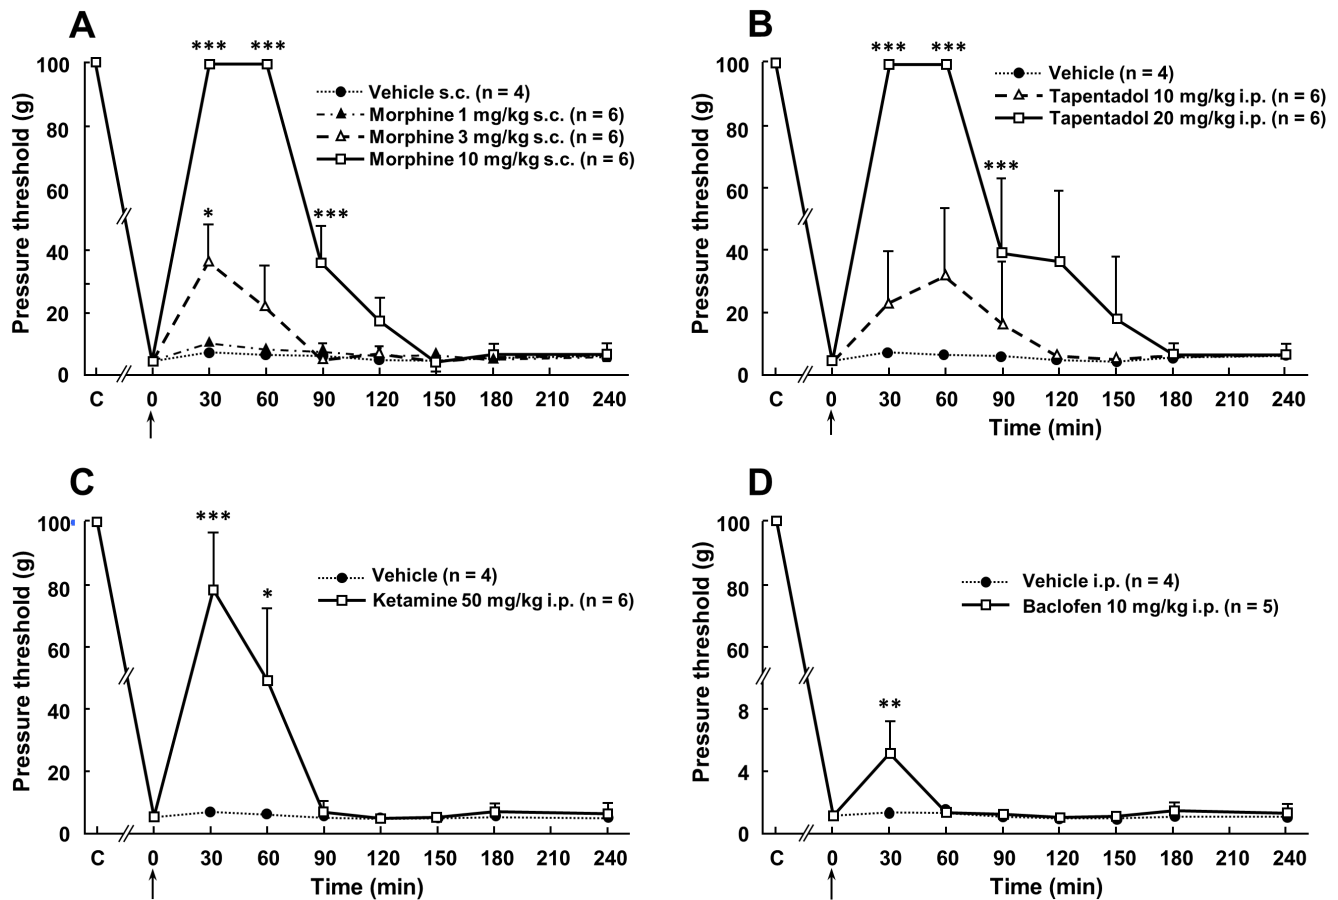 A
***
***
100
80
60
40
20
0
Pressure threshold (g)
Vehicle s.c. (n = 4)
Morphine 1 mg/kg s.c. (n = 6)
Morphine 3 mg/kg s.c. (n = 6)
Morphine 10 mg/kg s.c. (n = 6)
*
***
C 0 30 60 90 120 150 180 210 240
B
***
***
100
80
60
40
20
0
Pressure threshold (g)
Vehicle (n = 4)
Tapentadol 10 mg/kg i.p. (n = 6)
Tapentadol 20 mg/kg i.p. (n = 6)
***
C 0 30 60 90 120 150 180 210 240
Time (min)
C
***
100
80
60
40
20
0
Pressure threshold (g)
Vehicle (n = 4)
Ketamine 50 mg/kg i.p. (n = 6)
*
C 0 30 60 90 120 150 180 210 240
Time (min)
D
100
80
60
8
4
0
Pressure threshold (g)
Vehicle i.p. (n = 4)
Baclofen 10 mg/kg i.p. (n = 5)
**
C 0 30 60 90 120 150 180 210 240
Time (min)